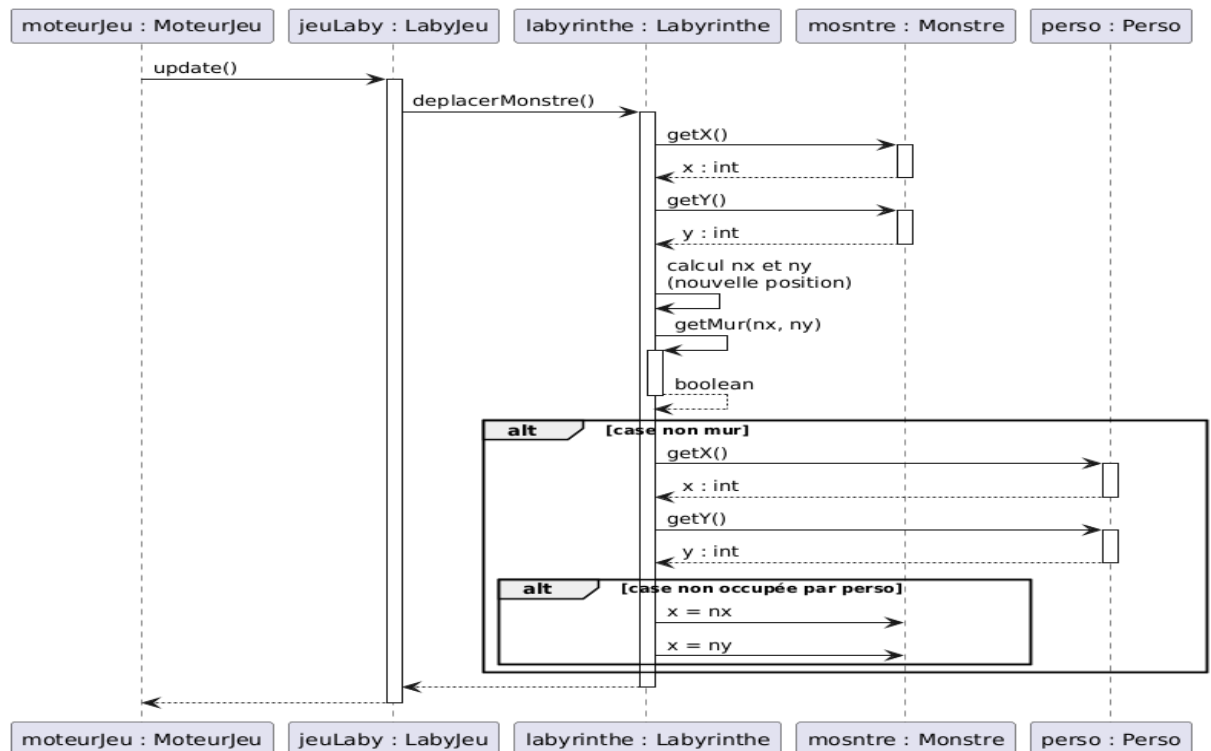 moteurJeu : MoteurJeu
jeuLaby : LabyJeu
labyrinthe : Labyrinthe
mosntre : Monstre
perso : Perso
update()
deplacerMonstre()
getX()
x : int
getY()
y : int
calcul nx et ny
(nouvelle position)
getMur(nx, ny)
boolean
alt [case non mur]
getX()
x : int
getY()
y : int
alt [case non occupée par perso]
x = nx
x = ny
moteurJeu : MoteurJeu
jeuLaby : LabyJeu
labyrinthe : Labyrinthe
mosntre : Monstre
perso : Perso